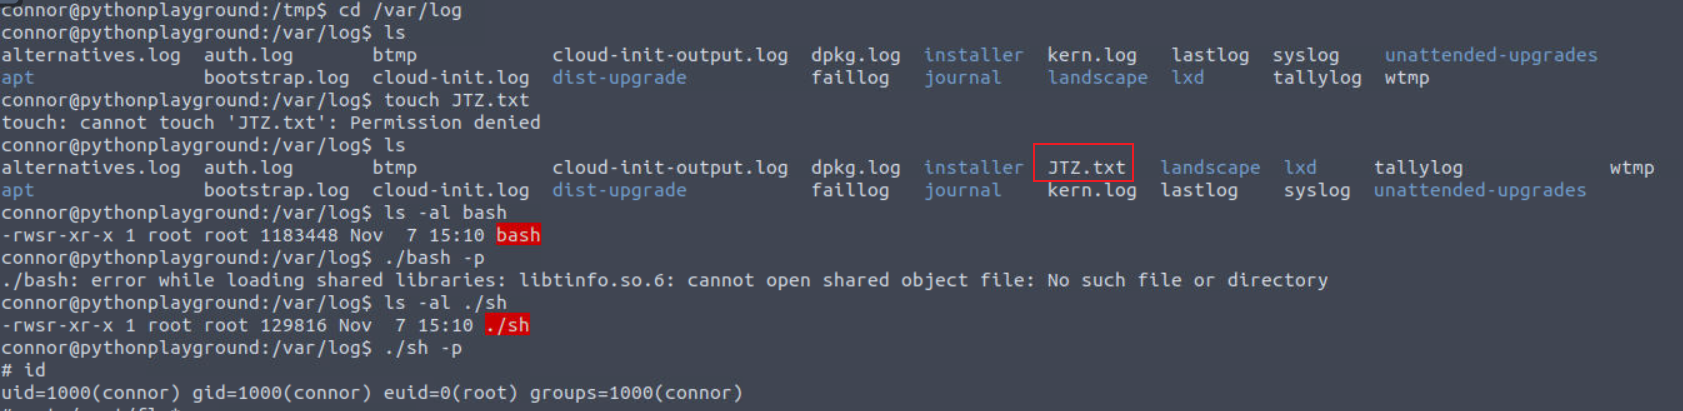 connor@pythonplayground:/tmp$ cd /var/log
connor@pythonplayground:/var/log$ ls
alternatives.log auth.log btmp cloud-init-output.log dpkg.log installer kern.log lastlog syslog unattended-upgrades
apt bootstrap.log cloud-init.log dist-upgrade faillog journal landscape lxd tallylog wtmp
connor@pythonplayground:/var/log$ touch JTZ.txt
touch: cannot touch 'JTZ.txt': Permission denied
connor@pythonplayground:/var/log$ ls
alternatives.log auth.log btmp cloud-init-output.log dpkg.log installer JTZ.txt landscape lxd tallylog wtmp
apt bootstrap.log cloud-init.log dist-upgrade faillog journal kern.log lastlog syslog unattended-upgrades
connor@pythonplayground:/var/log$ ls -al bash
-rwsr-xr-x 1 root root 1183448 Nov 7 15:10 bash
connor@pythonplayground:/var/log$ ./bash -p
./bash: error while loading shared libraries: libtinfo.so.6: cannot open shared object file: No such file or directory
connor@pythonplayground:/var/log$ ls -al ./sh
-rwsr-xr-x 1 root root 129816 Nov 7 15:10 ./sh
connor@pythonplayground:/var/log$ ./sh -p
# id
uid=1000(connor) gid=1000(connor) euid=0(root) groups=1000(connor)